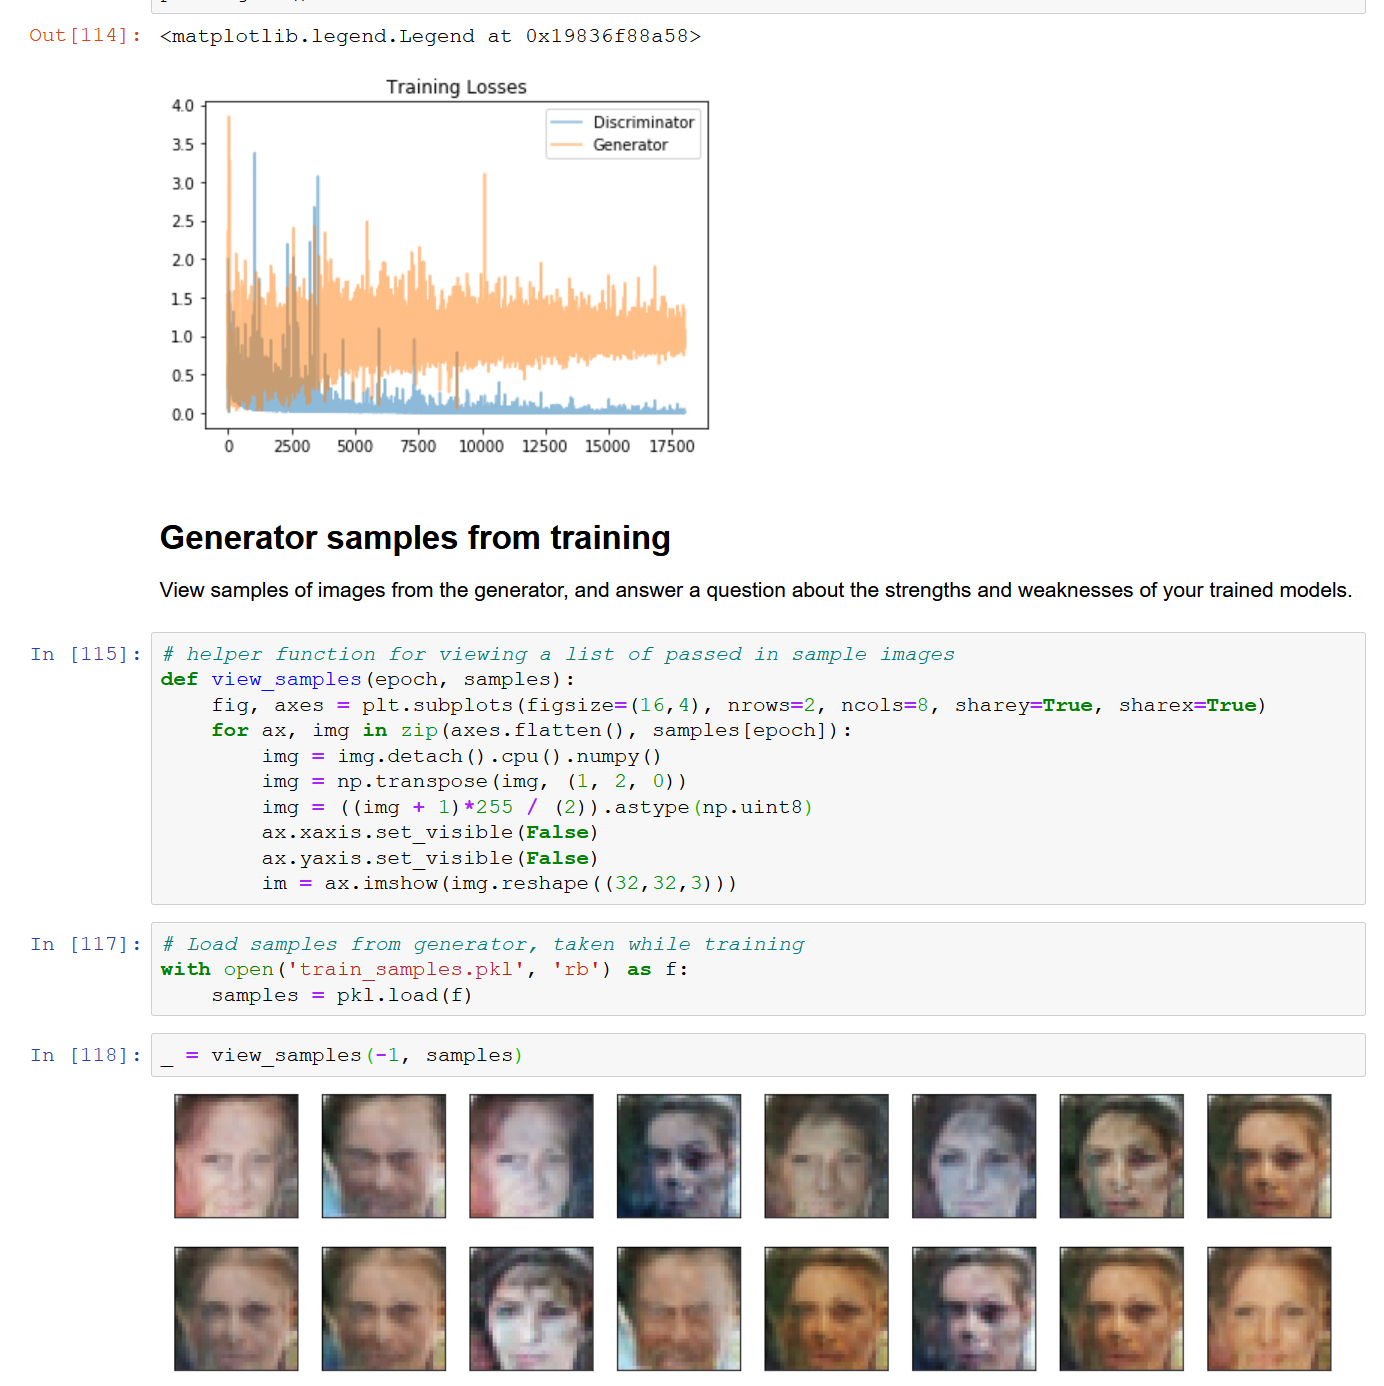 Out[114]: <matplotlib.legend.Legend at 0x19836f88a58>
Training Losses
4.0
3.5
3.0
2.5
2.0
1.5
1.0
0.5
0.0
Discriminator
Generator
0 2500 5000 7500 10000 12500 15000 17500
Generator samples from training
View samples of images from the generator, and answer a question about the strengths and weaknesses of your trained models.
In [115]: # helper function for viewing a list of passed in sample images
def view_samples(epoch, samples):
    fig, axes = plt.subplots(figsize=(16,4), nrows=2, ncols=8, sharey=True, sharex=True)
    for ax, img in zip(axes.flatten(), samples[epoch]):
        img = img.detach().cpu().numpy()
        img = np.transpose(img, (1, 2, 0))
        img = ((img + 1)*255 / (2)).astype(np.uint8)
        ax.xaxis.set_visible(False)
        ax.yaxis.set_visible(False)
        im = ax.imshow(img.reshape((32,32,3)))
In [117]: # Load samples from generator, taken while training
with open('train_samples.pkl', 'rb') as f:
    samples = pkl.load(f)
In [118]: _ = view_samples(-1, samples)